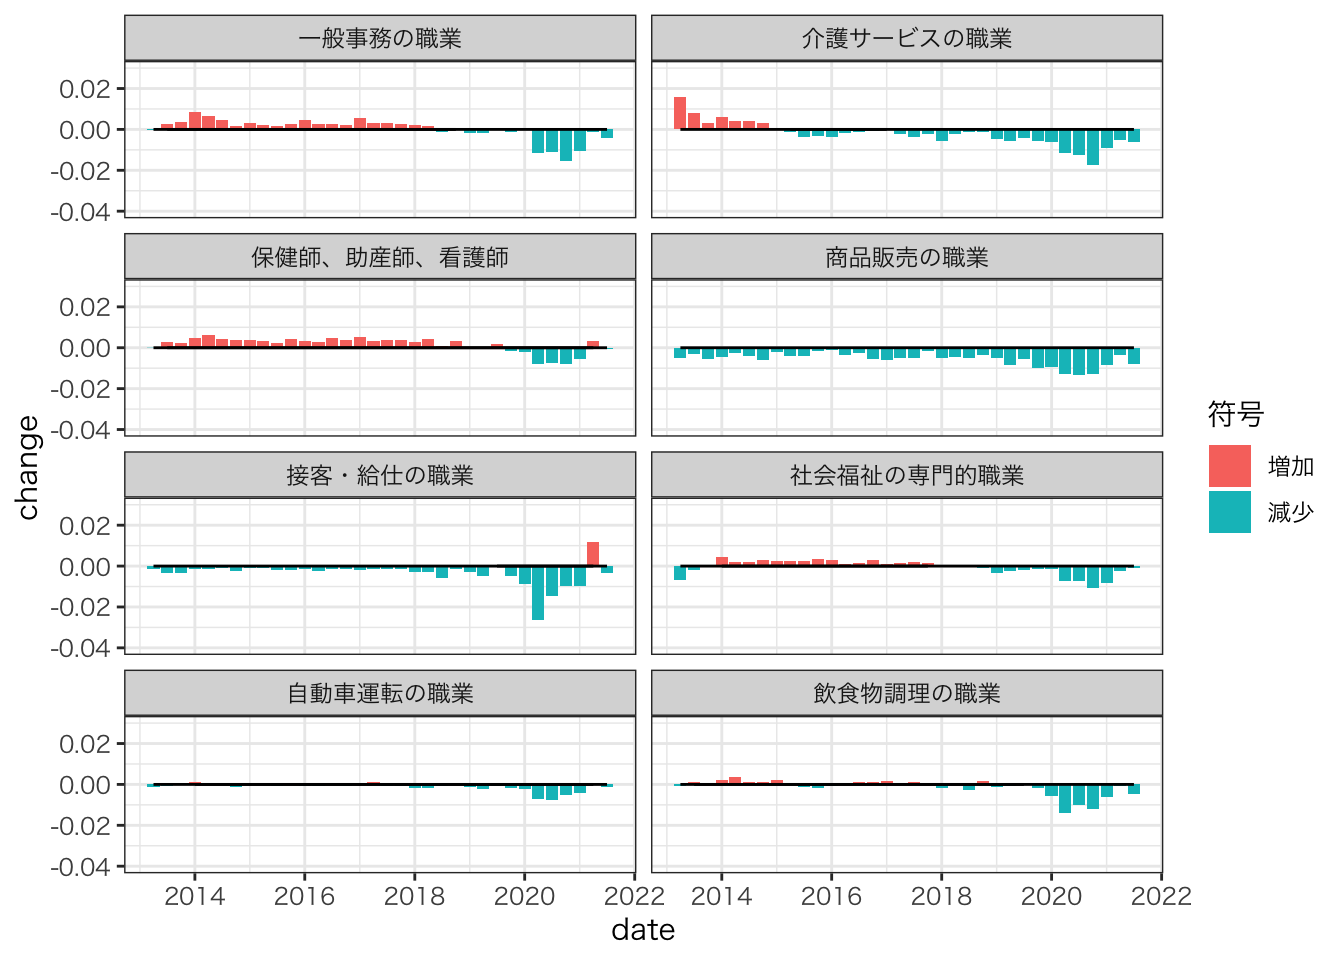 一般事務の職業
介護サービスの職業
0.02
0.00
-0.02
-0.04
保健師、助産師、看護師
商品販売の職業
0.02
0.00
-0.02
-0.04
接客・給仕の職業
社会福祉の専門的職業
0.02
0.00
-0.02
-0.04
自動車運転の職業
飲食物調理の職業
0.02
0.00
-0.02
-0.04
2014 2016 2018 2020 2022 2014 2016 2018 2020 2022
date
change
符号
増加
減少